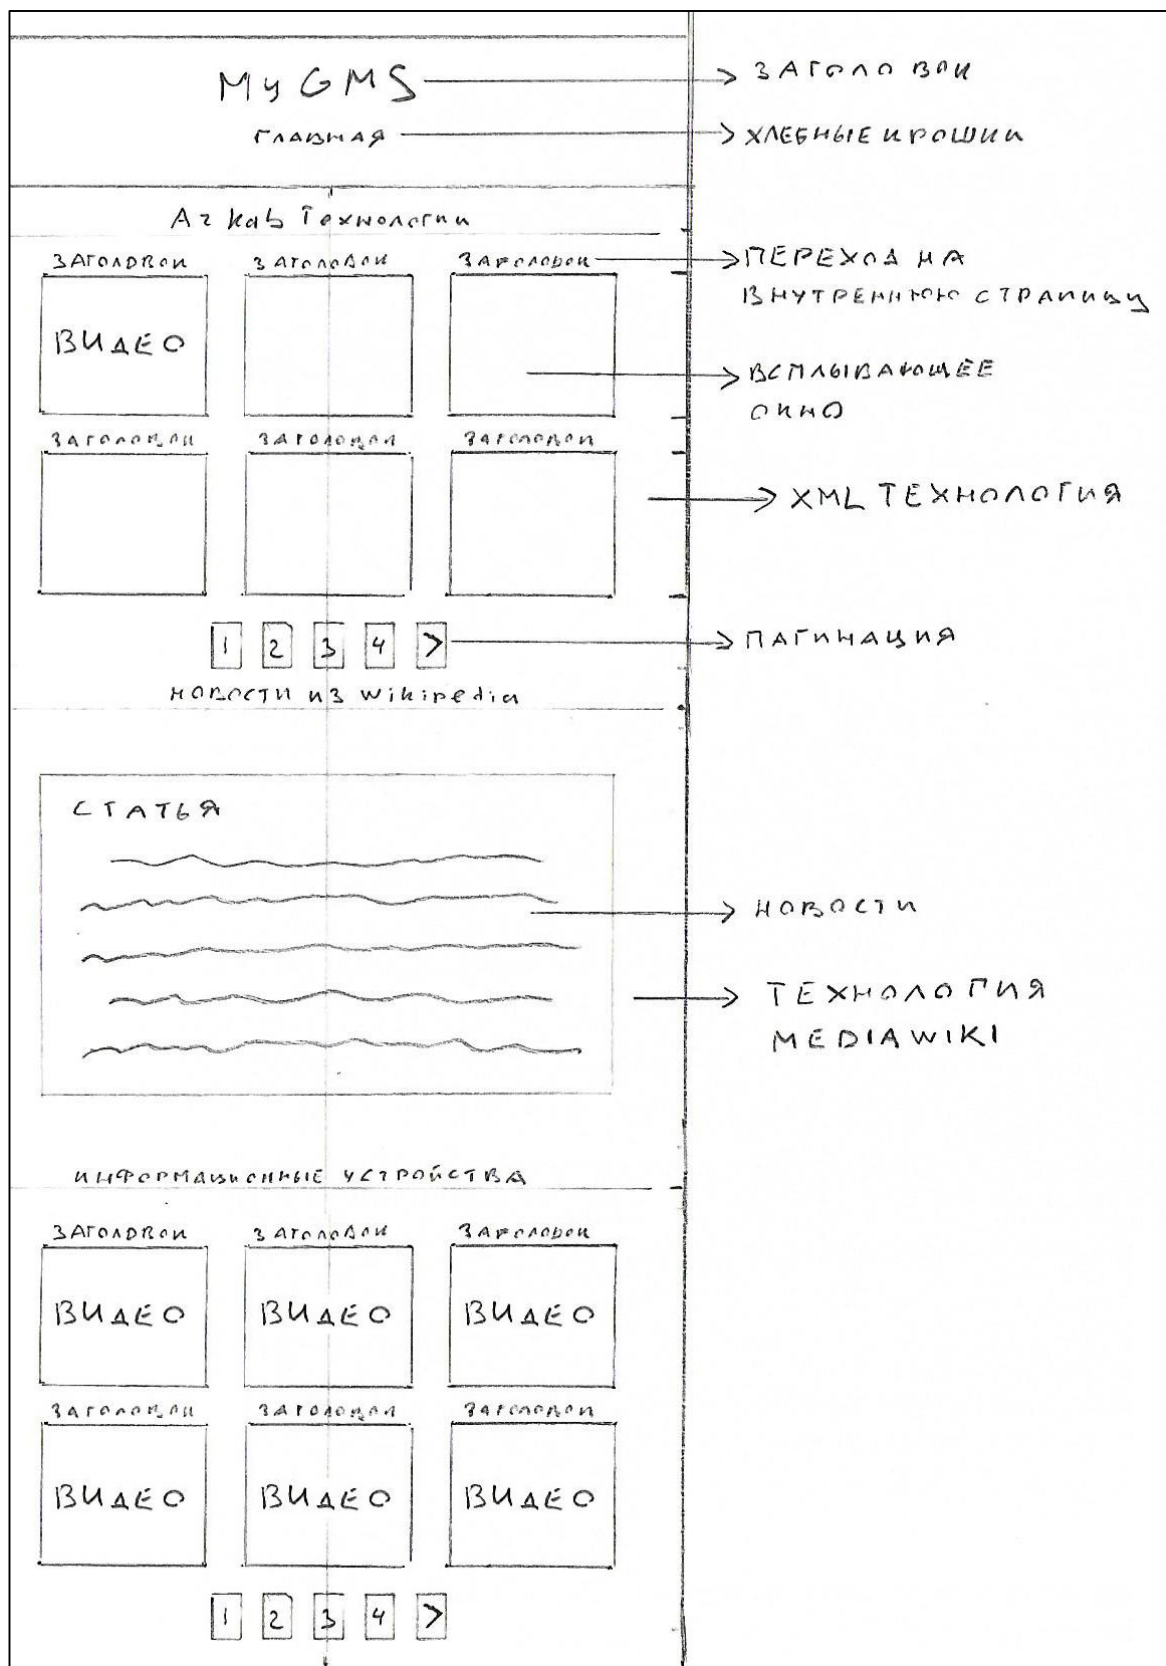 MyGMS
ЗАГОЛОВОК
ГЛАВНАЯ
ХЛЕБНЫЕ КРОШКИ
Технологии
ЗАГОЛОВОК ЗАГОЛОВОК ЗАГОЛОВОК
ПЕРЕХОД НА
ВНУТРЕННЮЮ СТРАНИЦУ
ВИДЕО
ВСПЛЫВАЮЩЕЕ
ОКНО
ЗАГОЛОВОК ЗАГОЛОВОК ЗАГОЛОВОК
XML ТЕХНОЛОГИЯ
1 2 3 4 >
ПАГИНАЦИЯ
НОВОСТИ ИЗ Wikipedia
СТАТЬЯ
НОВОСТИ
ТЕХНОЛОГИЯ
MEDIAWIKI
ИНФОРМАЦИОННЫЕ УСТРОЙСТВА
ЗАГОЛОВОК ЗАГОЛОВОК ЗАГОЛОВОК
ВИДЕО ВИДЕО ВИДЕО
ЗАГОЛОВОК ЗАГОЛОВОК ЗАГОЛОВОК
ВИДЕО ВИДЕО ВИДЕО
1 2 3 4 >